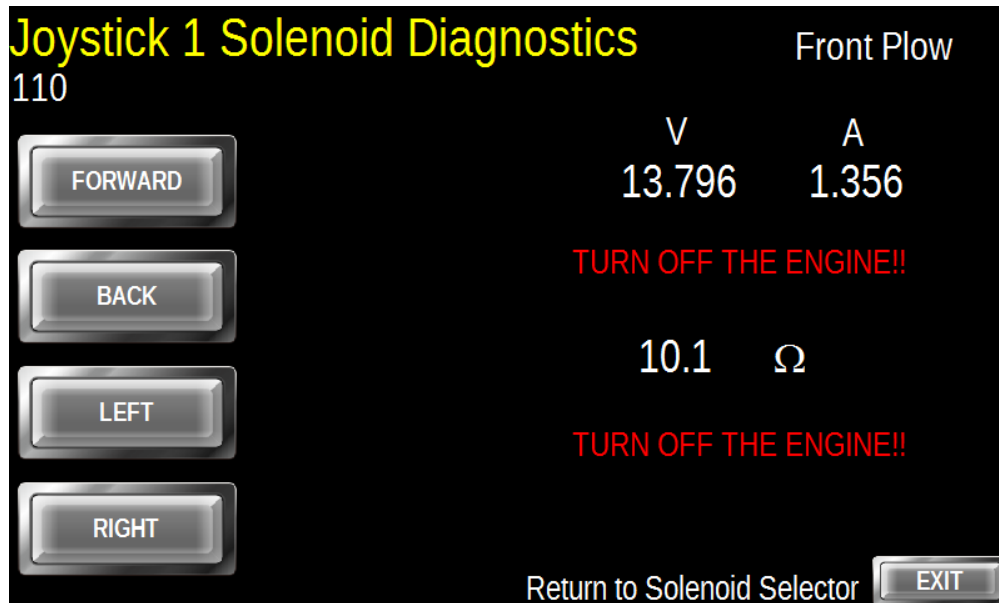 Joystick 1 Solenoid Diagnostics
Front Plow
110
V A
13.796 1.356
FORWARD
TURN OFF THE ENGINE!!
BACK
10.1 Ω
LEFT
TURN OFF THE ENGINE!!
RIGHT
Return to Solenoid Selector EXIT